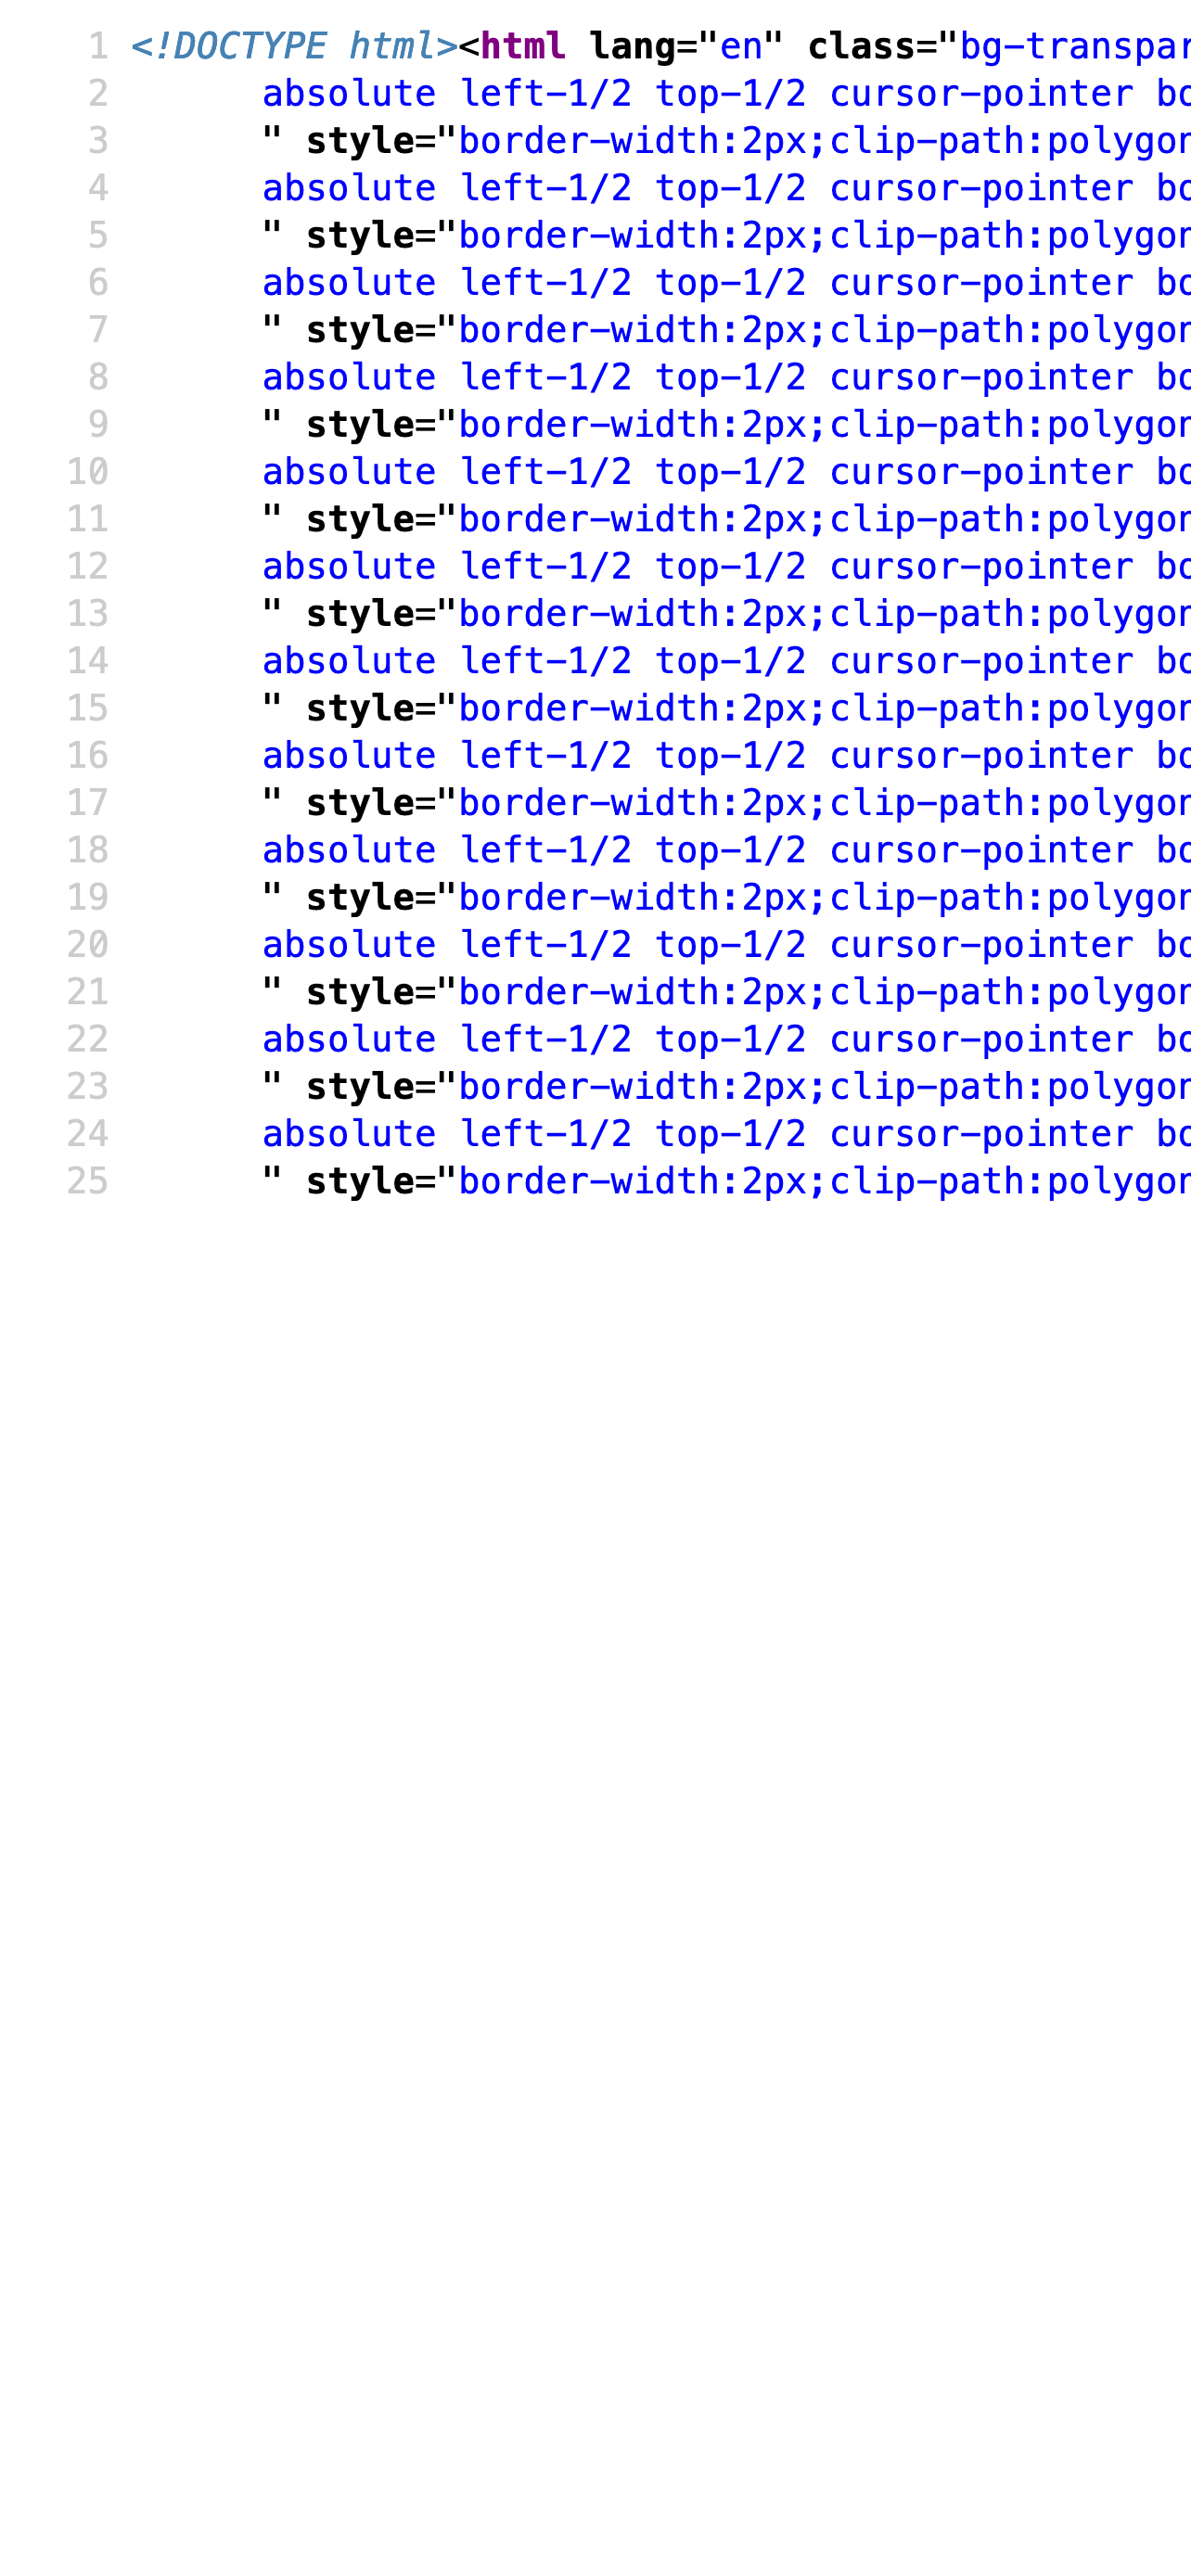 1 <!DOCTYPE html><html lang="en" class="bg-transpar
2 absolute left-1/2 top-1/2 cursor-pointer bo
3 " style="border-width:2px;clip-path:polygon
4 absolute left-1/2 top-1/2 cursor-pointer bo
5 " style="border-width:2px;clip-path:polygon
6 absolute left-1/2 top-1/2 cursor-pointer bo
7 " style="border-width:2px;clip-path:polygon
8 absolute left-1/2 top-1/2 cursor-pointer bo
9 " style="border-width:2px;clip-path:polygon
10 absolute left-1/2 top-1/2 cursor-pointer bo
11 " style="border-width:2px;clip-path:polygon
12 absolute left-1/2 top-1/2 cursor-pointer bo
13 " style="border-width:2px;clip-path:polygon
14 absolute left-1/2 top-1/2 cursor-pointer bo
15 " style="border-width:2px;clip-path:polygon
16 absolute left-1/2 top-1/2 cursor-pointer bo
17 " style="border-width:2px;clip-path:polygon
18 absolute left-1/2 top-1/2 cursor-pointer bo
19 " style="border-width:2px;clip-path:polygon
20 absolute left-1/2 top-1/2 cursor-pointer bo
21 " style="border-width:2px;clip-path:polygon
22 absolute left-1/2 top-1/2 cursor-pointer bo
23 " style="border-width:2px;clip-path:polygon
24 absolute left-1/2 top-1/2 cursor-pointer bo
25 " style="border-width:2px;clip-path:polygon